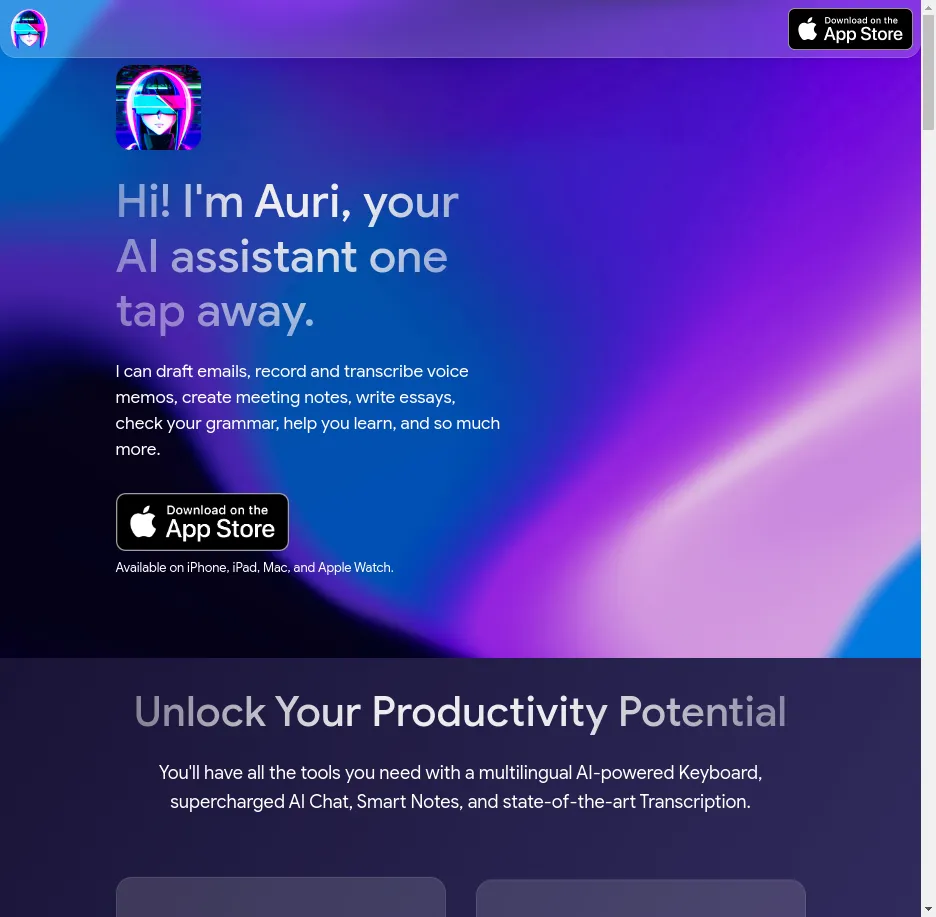 Download on the
App Store
Hi! I'm Auri, your
AI assistant one
tap away.
I can draft emails, record and transcribe voice
memos, create meeting notes, write essays,
check your grammar, help you learn, and so much
more.
Download on the
App Store
Available on iPhone, iPad, Mac, and Apple Watch.
Unlock Your Productivity Potential
You'll have all the tools you need with a multilingual AI-powered Keyboard,
supercharged AI Chat, Smart Notes, and state-of-the-art Transcription.